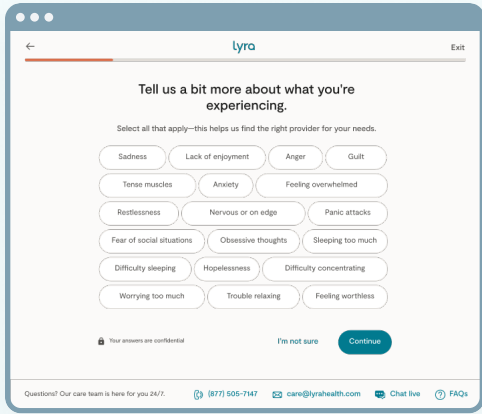 lyra
Exit
Tell us a bit more about what you're
experiencing.
Select all that apply—this helps us find the right provider for your needs.
Sadness
Lack of enjoyment
Anger
Guilt
Tense muscles
Anxiety
Feeling overwhelmed
Restlessness
Nervous or on edge
Panic attacks
Fear of social situations
Obsessive thoughts
Sleeping too much
Difficulty sleeping
Hopelessness
Difficulty concentrating
Worrying too much
Trouble relaxing
Feeling worthless
Your answers are confidential
I'm not sure
Continue
Questions? Our care team is here for you 24/7.
(877) 505-7147
care@lyrahealth.com
Chat live
FAQs